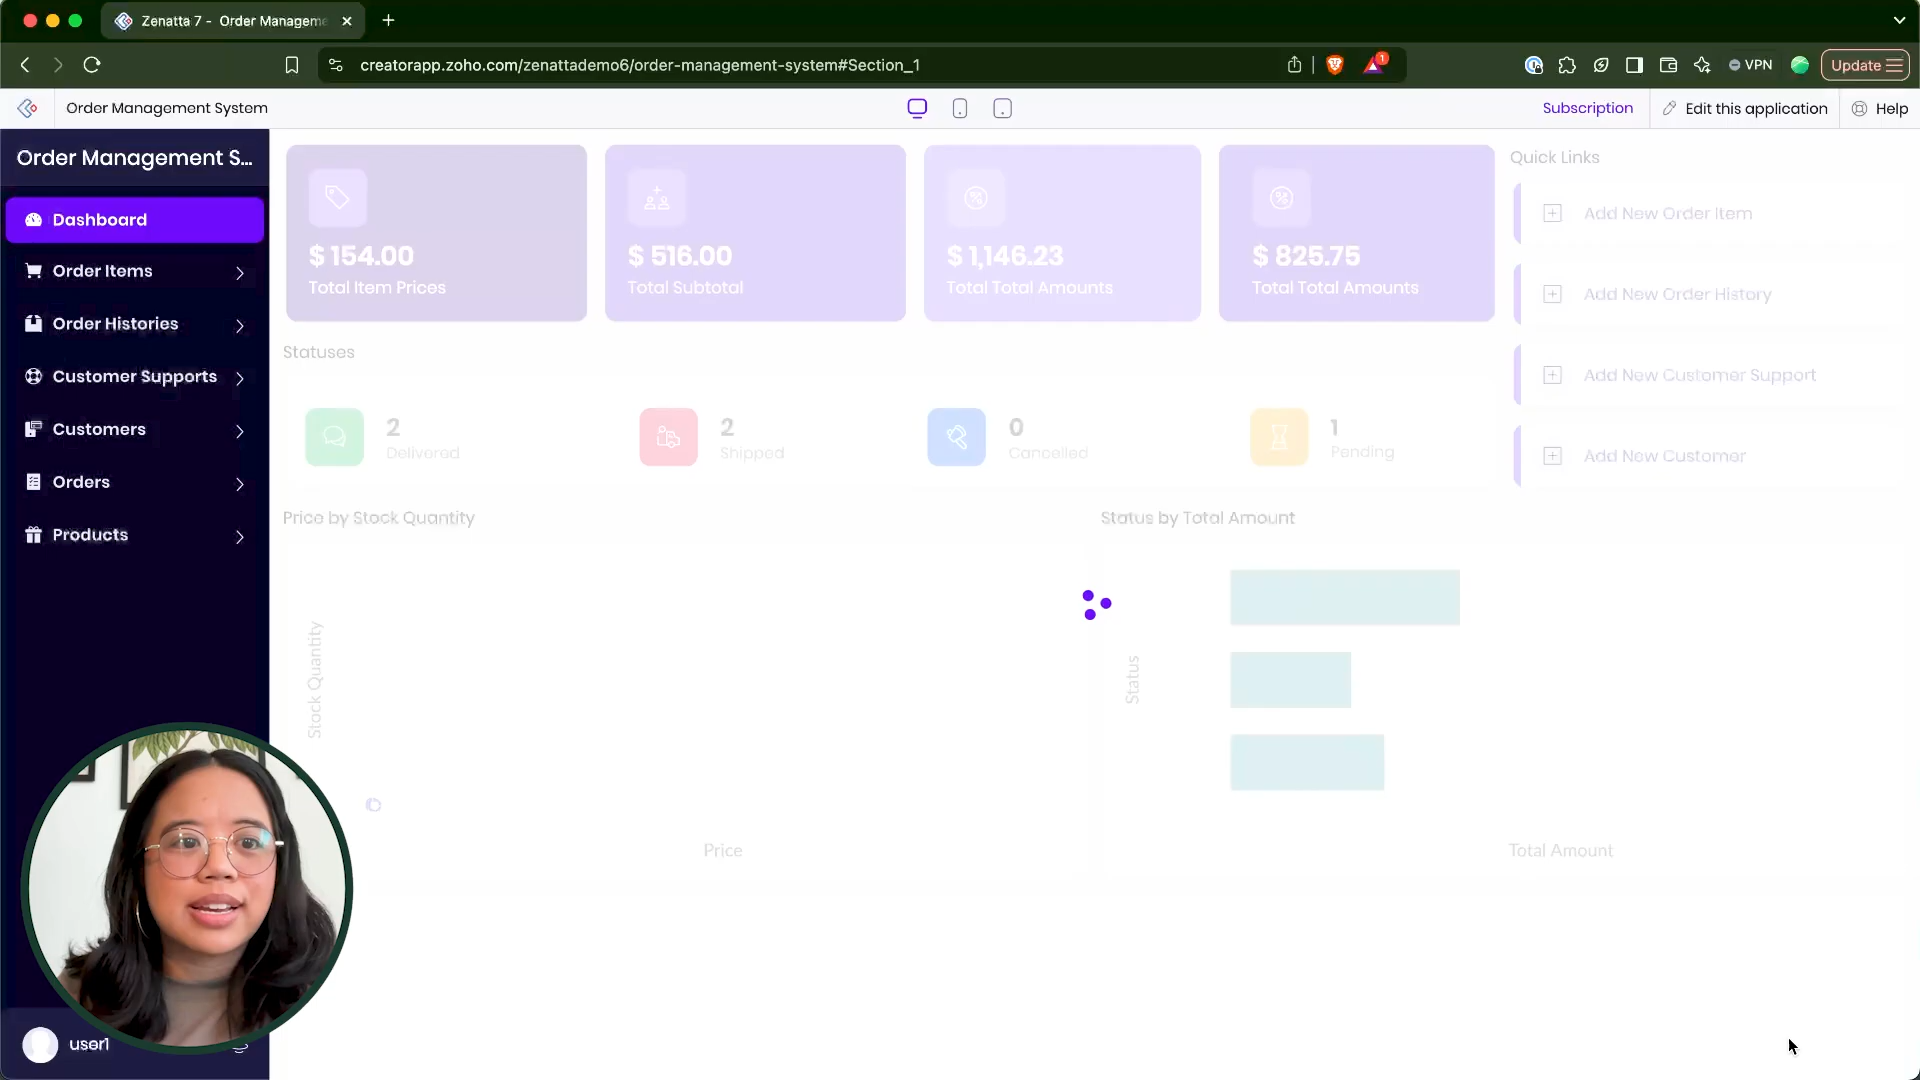 Zenatta 7 - Order Manageme
creatorapp.zoho.com/zenattademo6/order-management-system#Section_1
1
VPN
Update
Order Management System
Subscription
Edit this application
Help
Order Management S...
Dashboard
Order Items
Order Histories
Customer Supports
Customers
Orders
Products
user1
$ 154.00
Total Item Prices
$ 516.00
Total Subtotal
$ 1,146.23
Total Total Amounts
$ 825.75
Total Total Amounts
Quick Links
Add New Order Item
Add New Order History
Add New Customer Support
Add New Customer
Statuses
2
Delivered
2
Shipped
0
Cancelled
1
Pending
Price by Stock Quantity
Stock Quantity
Price
Status by Total Amount
Status
Total Amount